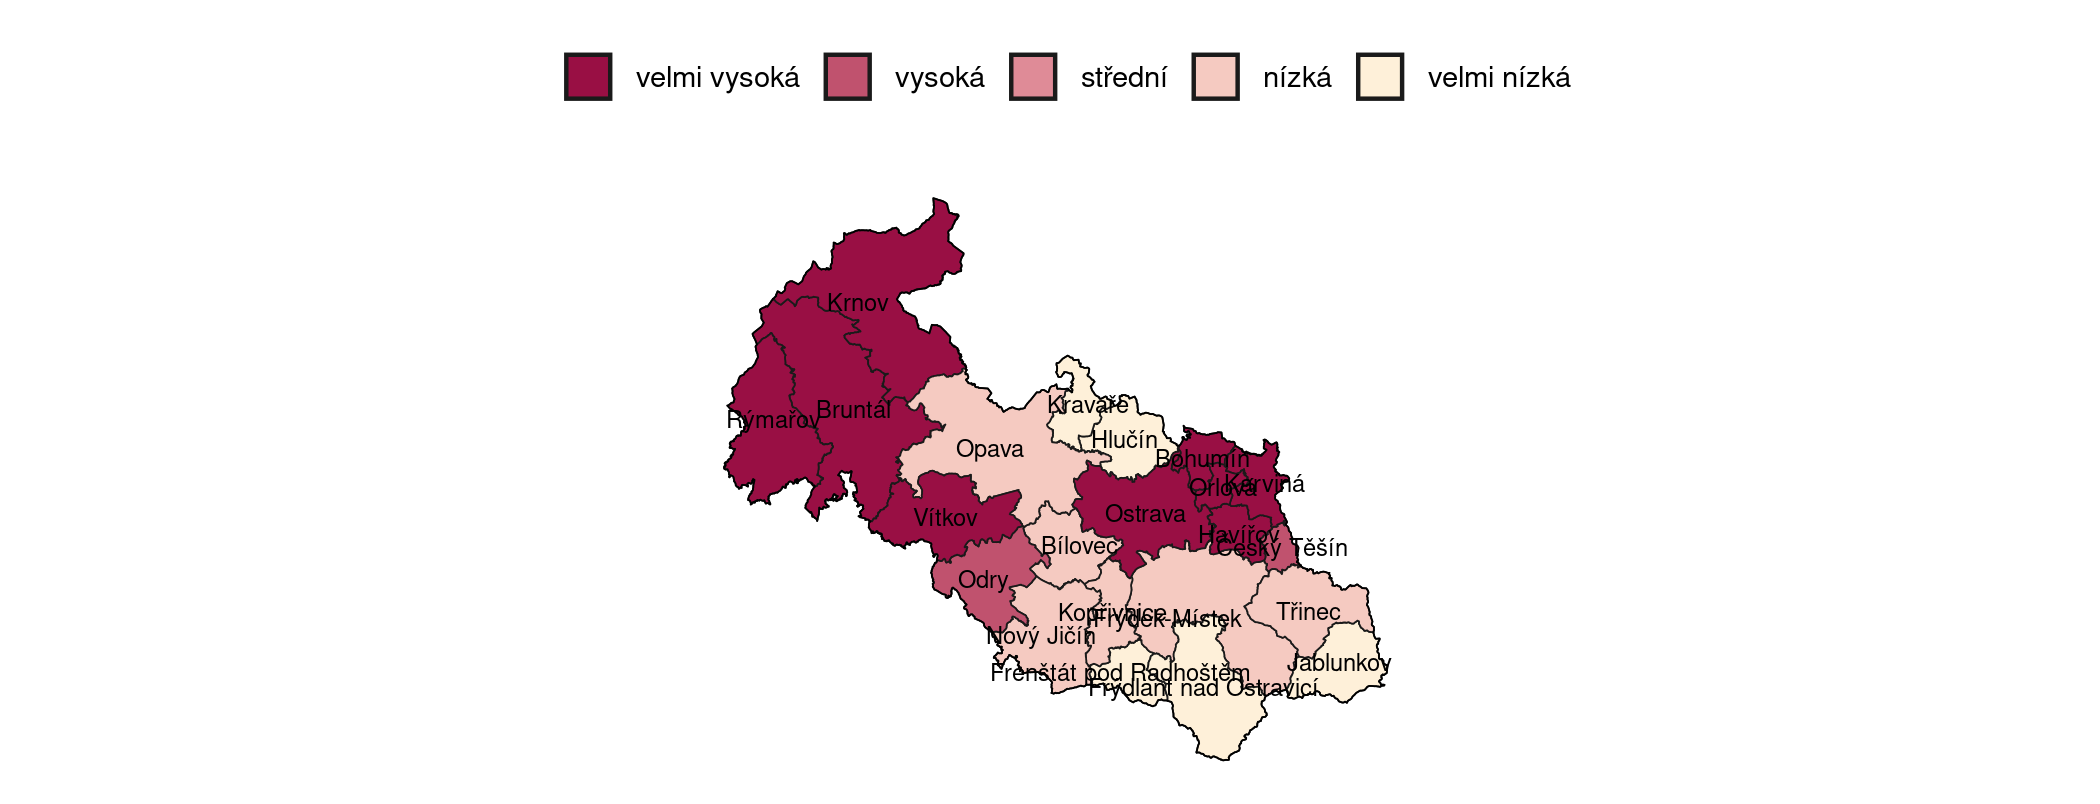 velmi vysoká
vysoká
střední
nízká
velmi nízká
Krnov
Kravaře
Rýmařov
Bruntál
Hlučín
Opava
Bohumín
Karviná
Orlová
Ostrava
Vítkov
Havířov
Bílovec
Český Těšín
Odry
Třinec
Kopřivnice
Frýdek-Místek
Nový Jičín
Jablunkov
Frenštát pod Radhoštěm
Frýdlant nad Ostravicí